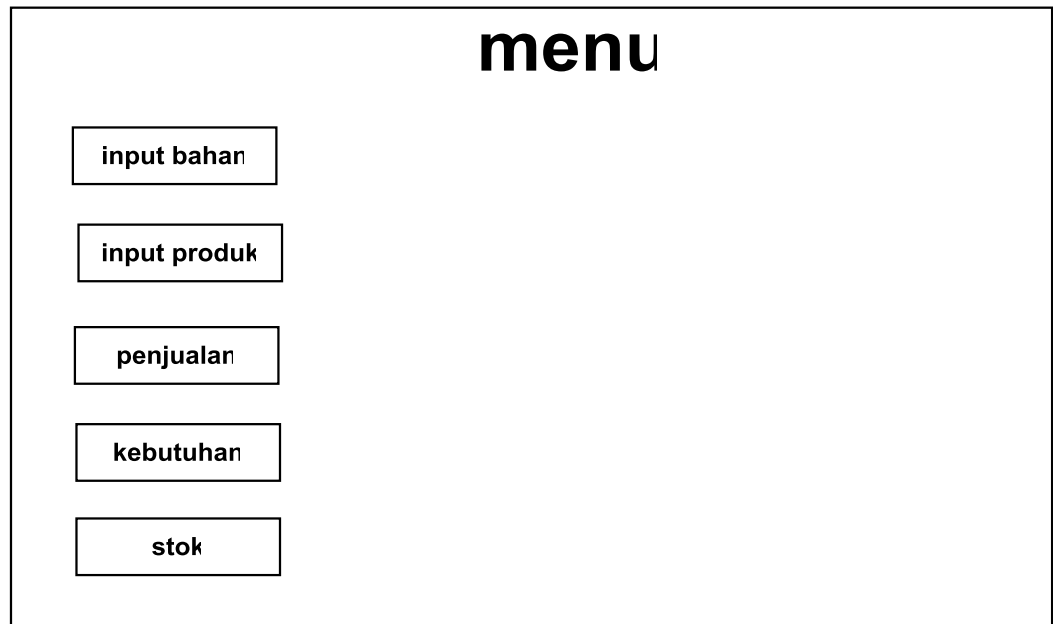 menu
input bahan
input produk
penjualan
kebutuhan
stok